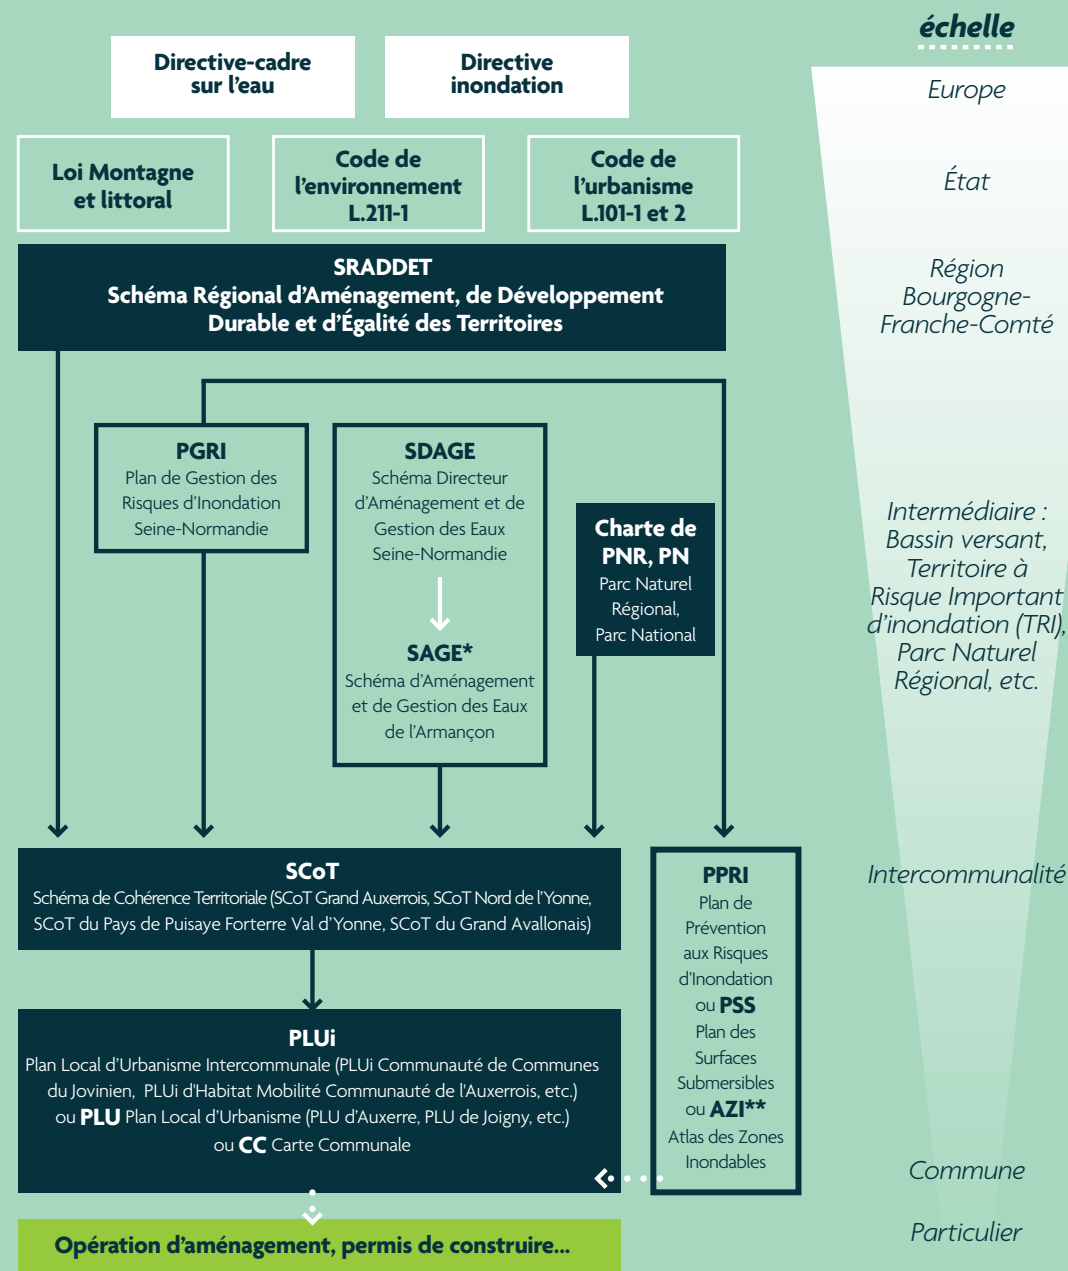 échelle
Directive-cadre
sur l'eau
Directive
inondation
Europe
Loi Montagne
et littoral
Code de
l'environnement
L.211-1
Code de
l'urbanisme
L.101-1 et 2
État
SRADDET
Schéma Régional d'Aménagement, de Développement
Durable et d'Égalité des Territoires
Région
Bourgogne-
Franche-Comté
PGRI
Plan de Gestion des
Risques d'Inondation
Seine-Normandie
SDAGE
Schéma Directeur
d'Aménagement et de
Gestion des Eaux
Seine-Normandie
SAGE*
Schéma d'Aménagement
et de Gestion des Eaux
de l'Armançon
Charte de
PNR, PN
Parc Naturel
Régional,
Parc National
Intermédiaire :
Bassin versant,
Territoire à
Risque Important
d'inondation (TRI),
Parc Naturel
Régional, etc.
SCoT
Schéma de Cohérence Territoriale (SCoT Grand Auxerrois, SCoT Nord de l'Yonne,
SCoT du Pays de Puisaye Forterre Val d'Yonne, SCoT du Grand Avallonais)
PPRI
Plan de
Prévention
aux Risques
d'Inondation
ou PSS
Plan des
Surfaces
Submersibles
ou AZI**
Atlas des Zones
Inondables
Intercommunalité
PLUi
Plan Local d'Urbanisme Intercommunale (PLUi Communauté de Communes
du Jovinien, PLUi d'Habitat Mobilité Communauté de l'Auxerrois, etc.)
ou PLU Plan Local d'Urbanisme (PLU d'Auxerre, PLU de Joigny, etc.)
ou CC Carte Communale
Commune
Opération d'aménagement, permis de construire...
Particulier